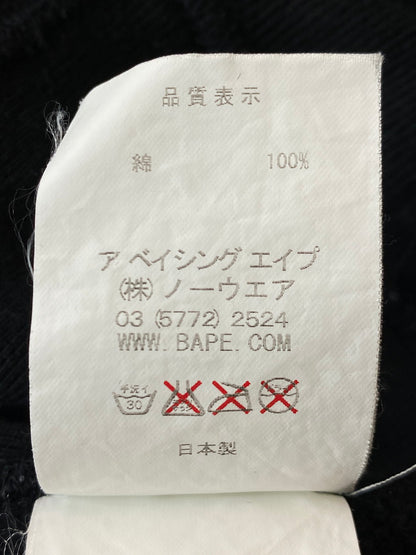 品質表示
綿 100%
ア ベイシング エイプ
(株) ノーウエア
03 (5772) 2524
WWW. BAPE. COM
手洗イ
30
日本製